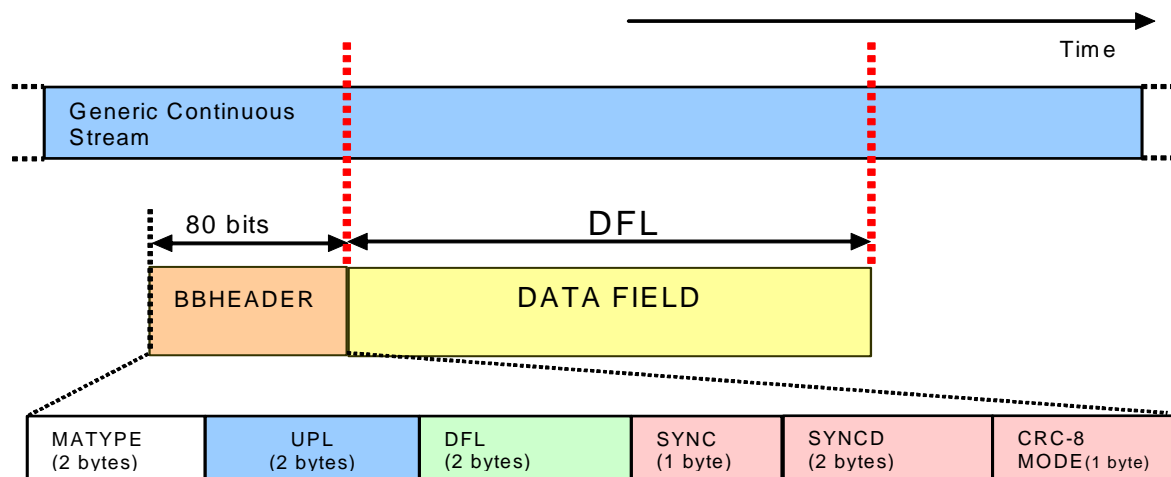 Time
Generic Continuous
Stream
80 bits
DFL
BBHEADER
DATA FIELD
MATYPE
(2 bytes)
UPL
(2 bytes)
DFL
(2 bytes)
SYNC
(1 byte)
SYNCD
(2 bytes)
CRC-8
MODE(1 byte)